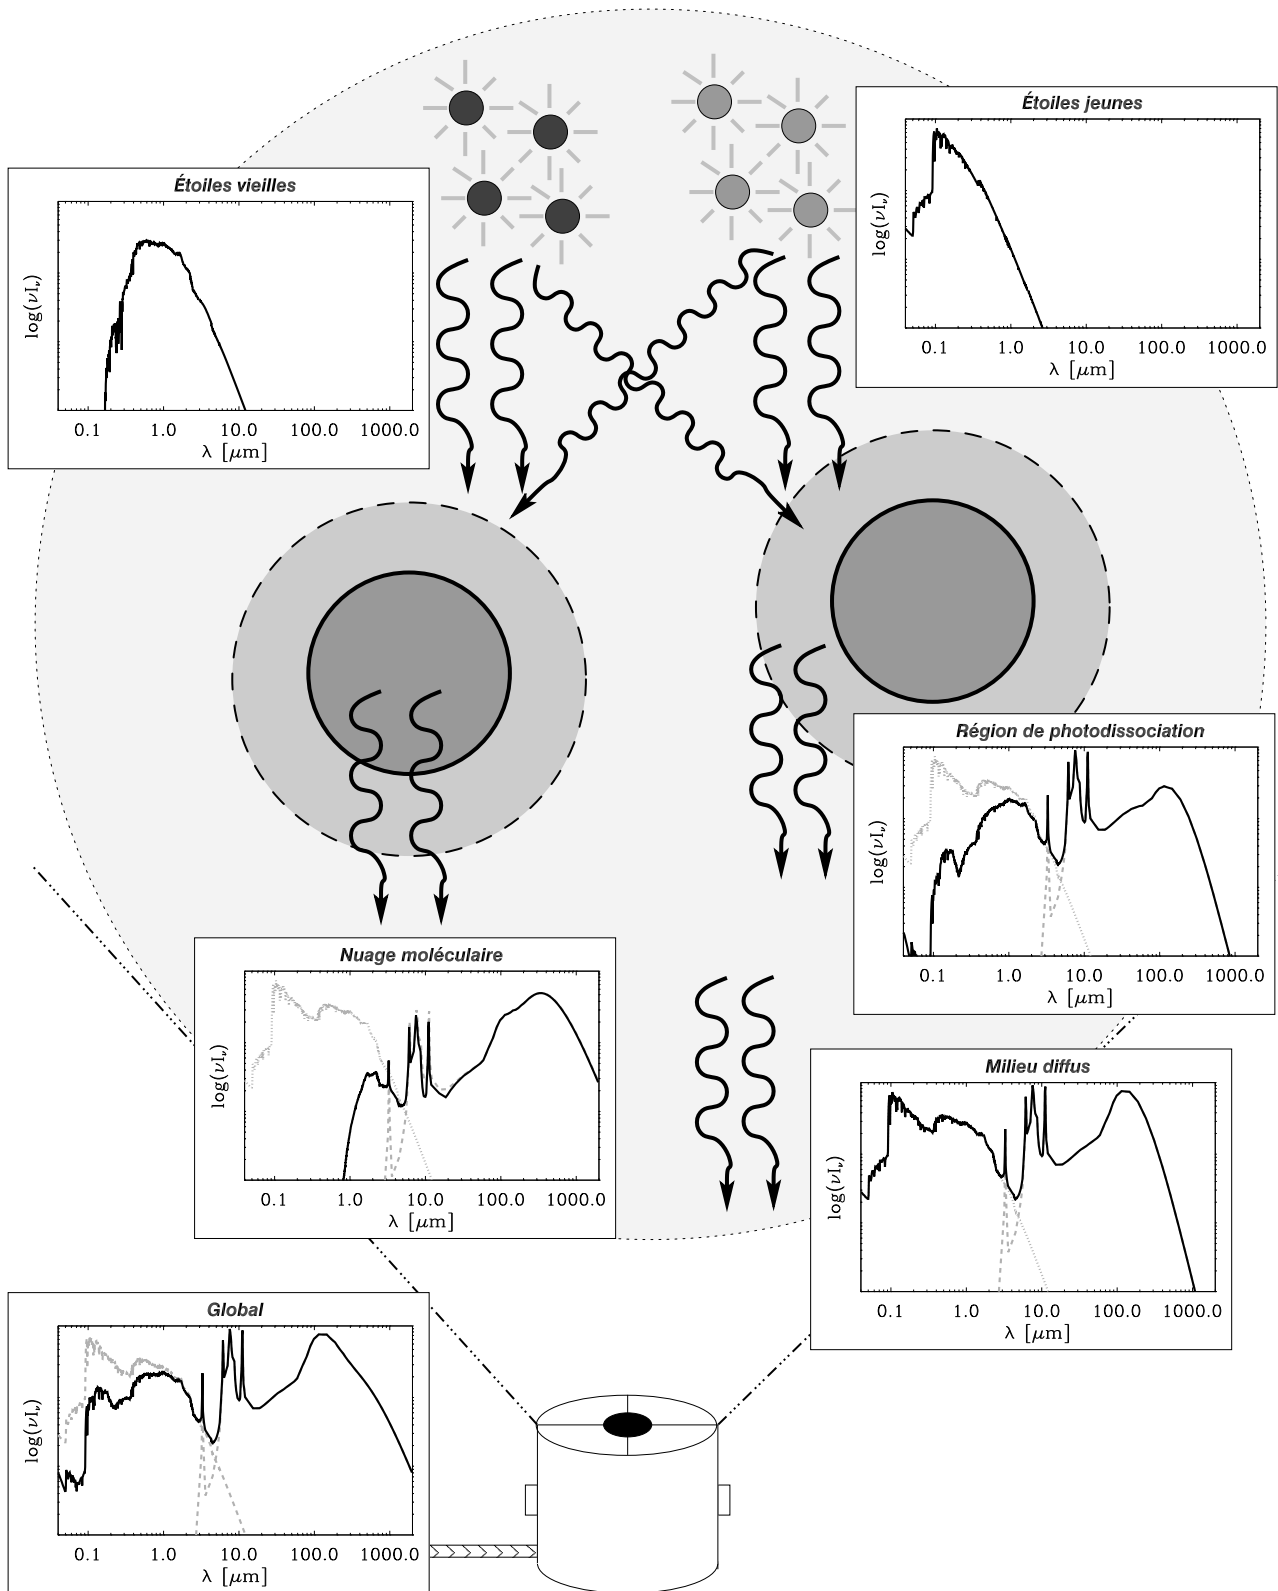 Étoiles jeunes
log(νIν)
0.1 1.0 10.0 100.0 1000.0
λ [μm]
Étoiles vieilles
log(νIν)
0.1 1.0 10.0 100.0 1000.0
λ [μm]
Région de photodissociation
log(νIν)
0.1 1.0 10.0 100.0 1000.0
λ [μm]
Nuage moléculaire
log(νIν)
0.1 1.0 10.0 100.0 1000.0
λ [μm]
Milieu diffus
log(νIν)
0.1 1.0 10.0 100.0 1000.0
λ [μm]
Global
log(νIν)
0.1 1.0 10.0 100.0 1000.0
λ [μm]